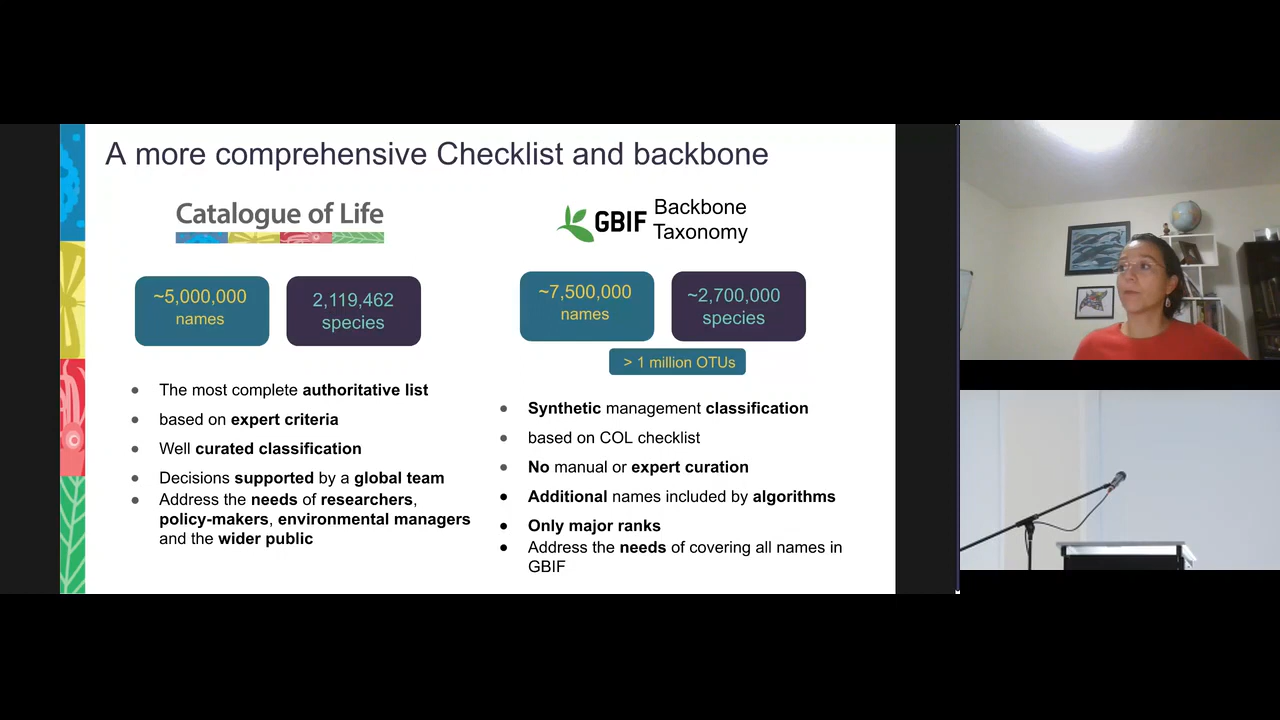 A more comprehensive Checklist and backbone
Catalogue of Life
~5,000,000
names
2,119,462
species
● The most complete authoritative list
● based on expert criteria
● Well curated classification
● Decisions supported by a global team
● Address the needs of researchers,
policy-makers, environmental managers
and the wider public
GBIF Backbone
Taxonomy
~7,500,000
names
~2,700,000
species
> 1 million OTUs
● Synthetic management classification
● based on COL checklist
● No manual or expert curation
● Additional names included by algorithms
● Only major ranks
● Address the needs of covering all names in
GBIF